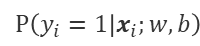 P(yᵢ = 1|𝒙ᵢ; w, b)